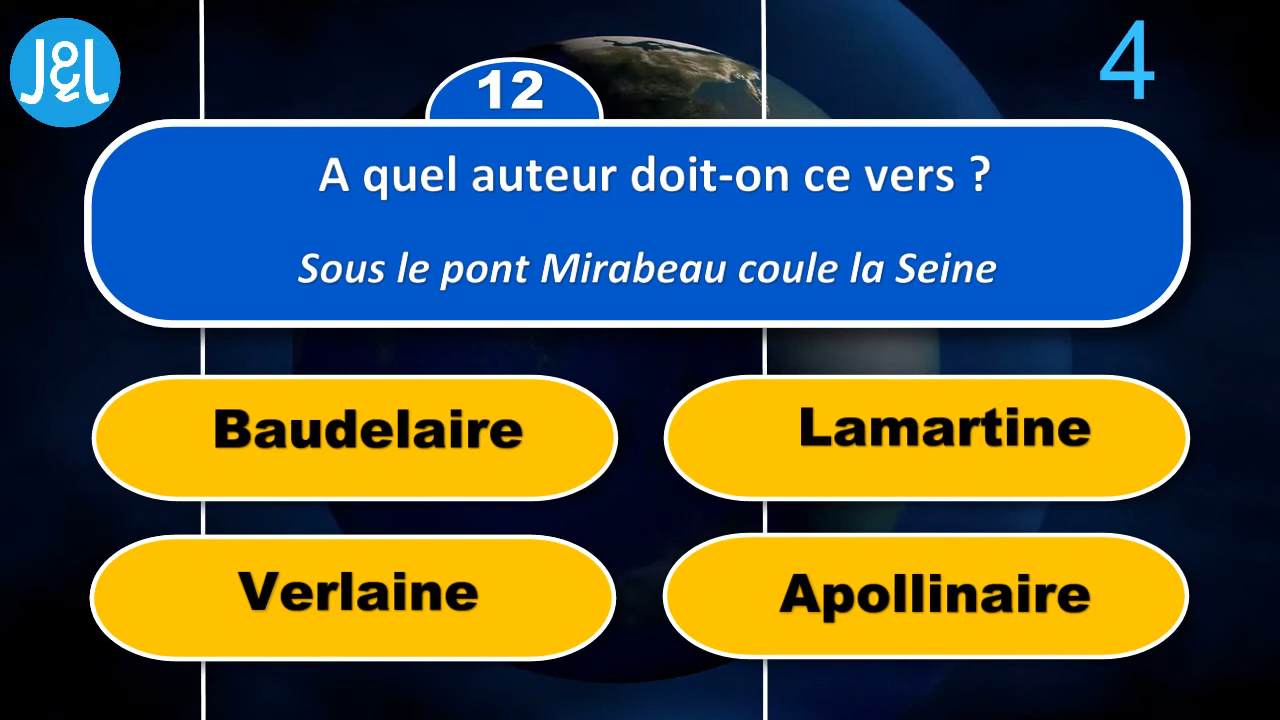 J&L
4
12
A quel auteur doit-on ce vers ?
Sous le pont Mirabeau coule la Seine
Baudelaire
Lamartine
Verlaine
Apollinaire